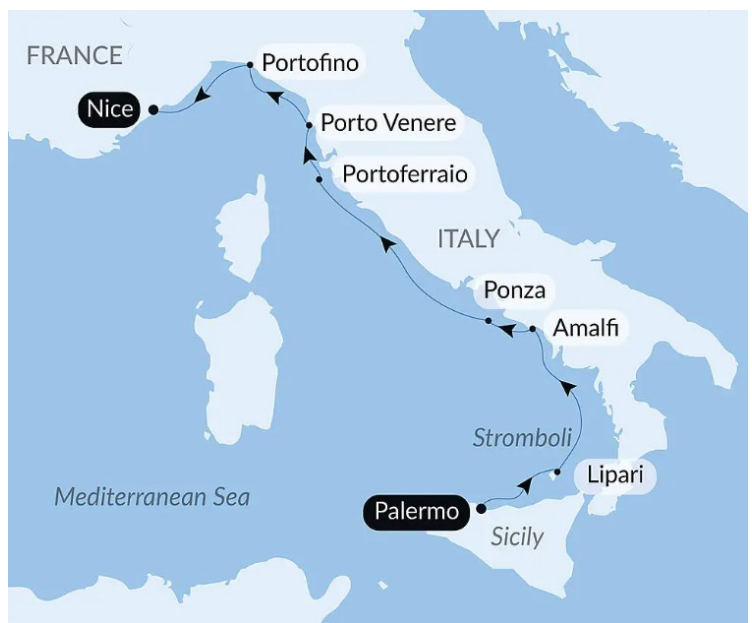 FRANCE
Portofino
Nice
Porto Venere
Portoferraio
ITALY
Ponza
Amalfi
Stromboli
Lipari
Mediterranean Sea
Palermo
Sicily